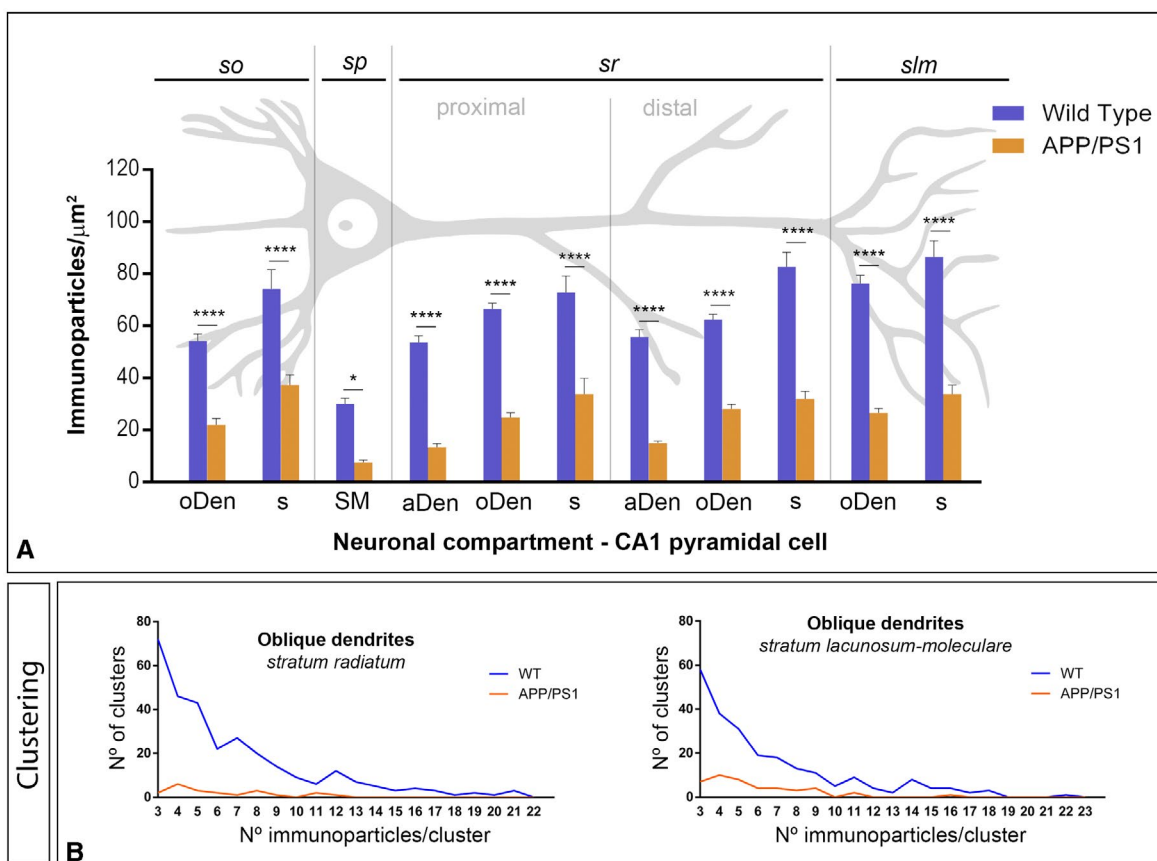 so sp sr slm
proximal distal
Wild Type
APP/PS1
Immunoparticles/µm²
120
100
80
60
40
20
0
**** **** * **** **** **** **** **** **** **** ****
oDen s SM aDen oDen s aDen oDen s oDen s
Neuronal compartment - CA1 pyramidal cell
A
Clustering
Oblique dendrites
stratum radiatum
WT
APP/PS1
Nº of clusters
80
60
40
20
0
3 4 5 6 7 8 9 10 11 12 13 14 15 16 17 18 19 20 21 22
Nº immunoparticles/cluster
Oblique dendrites
stratum lacunosum-moleculare
WT
APP/PS1
Nº of clusters
80
60
40
20
0
3 4 5 6 7 8 9 10 11 12 13 14 15 16 17 18 19 20 21 22 23
Nº immunoparticles/cluster
B